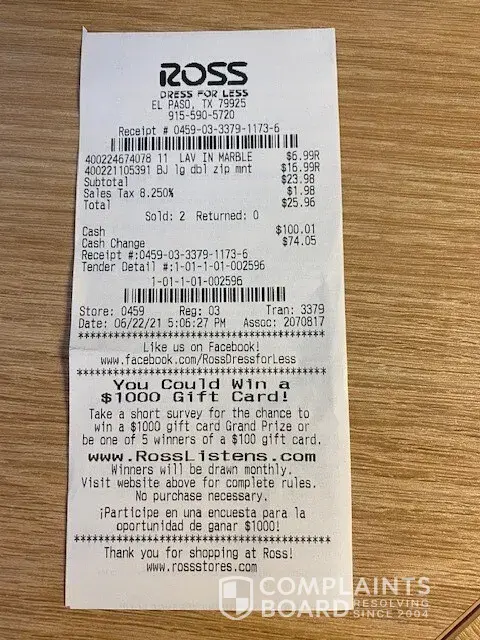 ROSS
DRESS FOR LESS
EL PASO, TX 79925
915-590-5720
Receipt # 0459-03-3379-1173-6
400224674078 11 LAV IN MARBLE $6.99R
400221105391 BJ lg dbl zip mnt $16.99R
Subtotal $23.98
Sales Tax 8.250% $1.98
Total $25.96
Sold: 2 Returned: 0
Cash $100.01
Cash Change $74.05
Receipt #:0459-03-3379-1173-6
Tender Detail #:1-01-1-01-002596
1-01-1-01-002596
Store: 0459 Reg: 03 Tran: 3379
Date: 06/22/21 5:06:27 PM Assoc: 2070817
Like us on Facebook!
www.facebook.com/RossDressforLess
You Could Win a
$1000 Gift Card!
Take a short survey for the chance to
win a $1000 gift card Grand Prize or
be one of 5 winners of a $100 gift card.
www.RossListens.com
Winners will be drawn monthly.
Visit website above for complete rules.
No purchase necessary.
¡Participe en una encuesta para la
oportunidad de ganar $1000!
Thank you for shopping at Ross!
www.rossstores.com
COMPLAINTS
BOARD RESOLVING
SINCE 2004